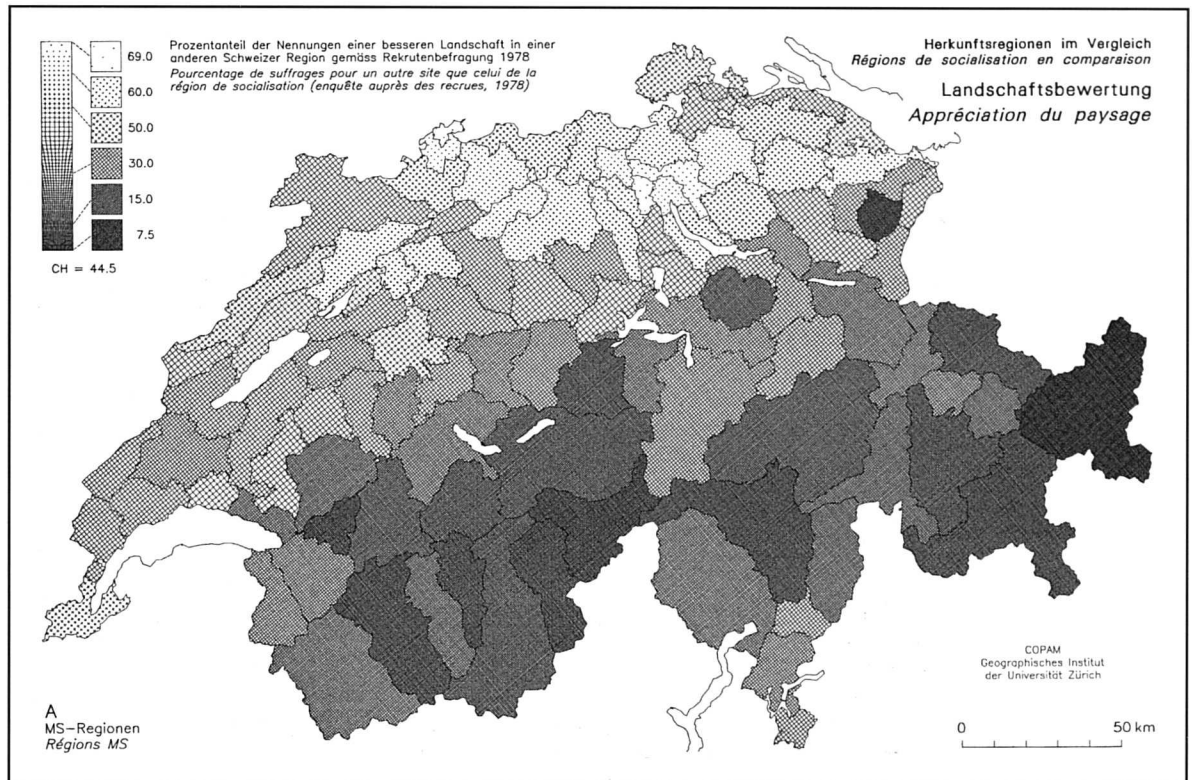 69.0
60.0
50.0
30.0
15.0
7.5
CH = 44.5
Prozentanteil der Nennungen einer besseren Landschaft in einer
anderen Schweizer Region gemäss Rekrutenbefragung 1978
Pourcentage de suffrages pour un autre site que celui de la
région de socialisation (enquête auprès des recrues, 1978)
Herkunftsregionen im Vergleich
Régions de socialisation en comparaison
Landschaftsbewertung
Appréciation du paysage
COPAM
Geographisches Institut
der Universität Zürich
A
MS-Regionen
Régions MS
0 50 km